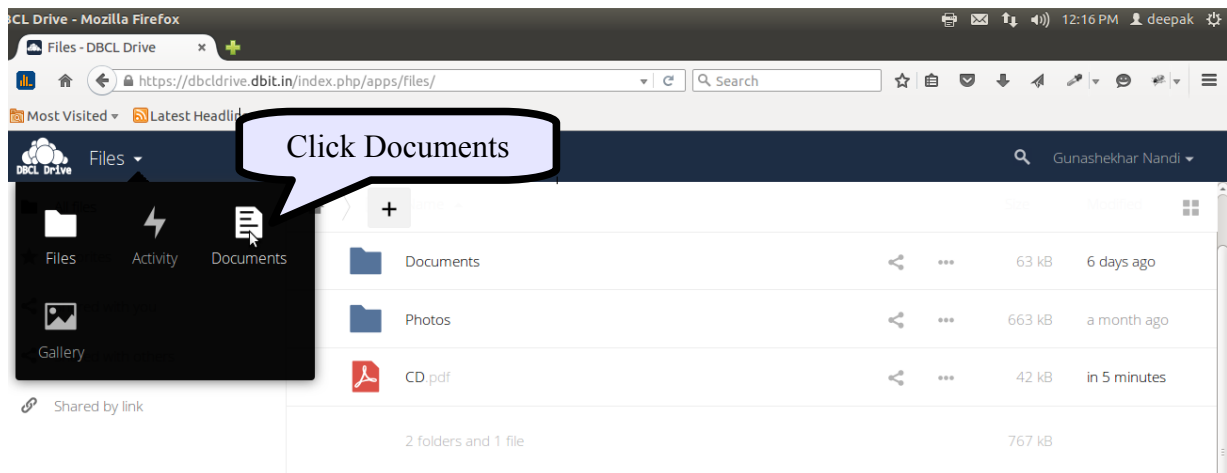 BCL Drive - Mozilla Firefox
12:16 PM deepak
Files - DBCL Drive
https://dbcldrive.dbit.in/index.php/apps/files/
Search
Most Visited
Latest
Click Documents
DBCL Drive
Files
Gunashekhar Nandi
Size
Modified
Files
Activity
Documents
Gallery
Documents 63 kB 6 days ago
Photos 663 kB a month ago
CD.pdf 42 kB in 5 minutes
Shared by link
2 folders and 1 file 767 kB